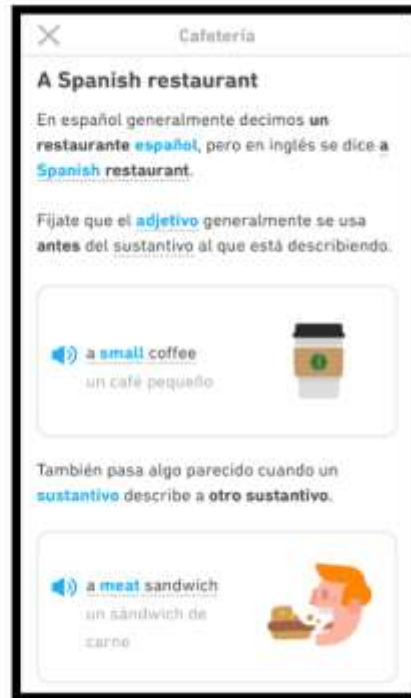 Cafetería
A Spanish restaurant
En español generalmente decimos un
restaurante español, pero en inglés se dice a
Spanish restaurant.
Fíjate que el adjetivo generalmente se usa
antes del sustantivo al que está describiendo.
a small coffee
un café pequeño
También pasa algo parecido cuando un
sustantivo describe a otro sustantivo.
a meat sandwich
un sándwich de
carne